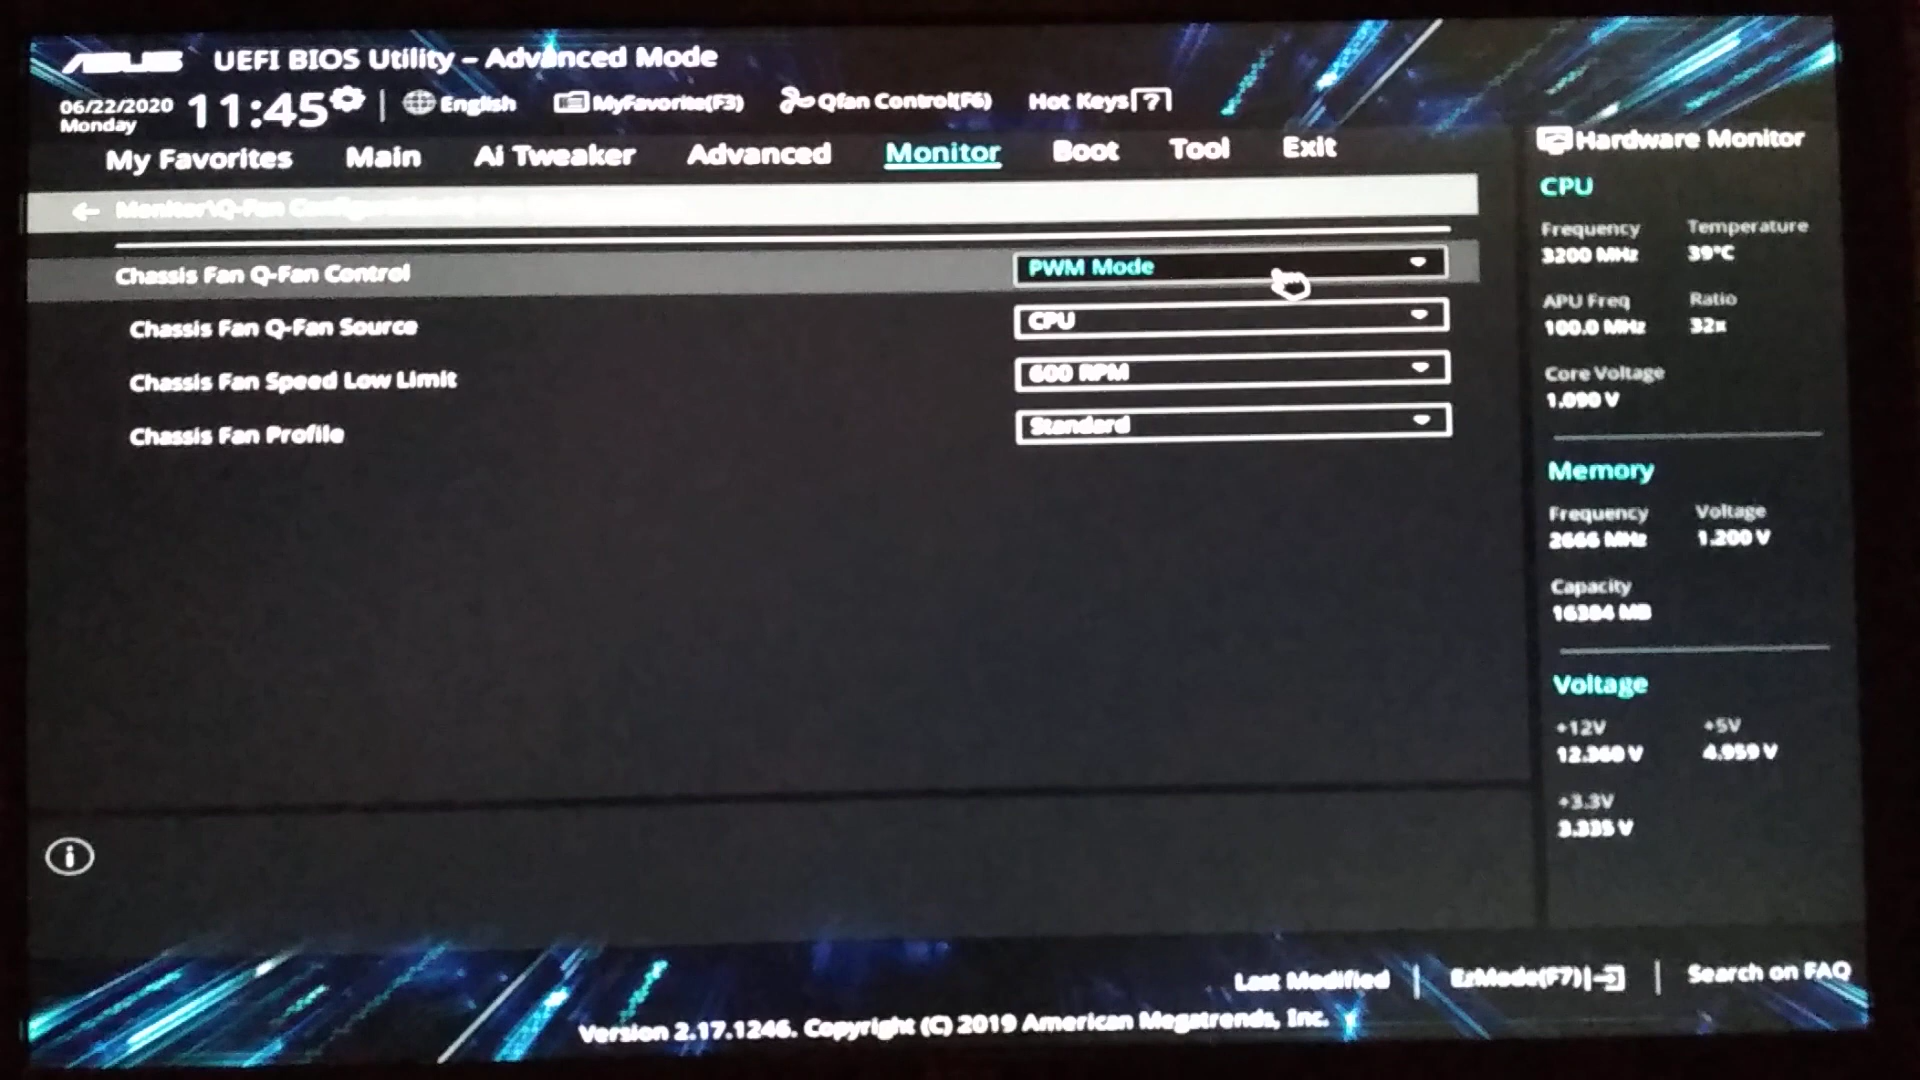 ASUS UEFI BIOS Utility – Advanced Mode
06/22/2020
Monday
11:45
English
MyFavorite(F3)
Qfan Control(F6)
Hot Keys ?
My Favorites Main Ai Tweaker Advanced Monitor Boot Tool Exit
← Monitor\Q-Fan Configuration
Chassis Fan Q-Fan Control PWM Mode
Chassis Fan Q-Fan Source CPU
Chassis Fan Speed Low Limit 600 RPM
Chassis Fan Profile Standard
Hardware Monitor
CPU
Frequency Temperature
3200 MHz 39°C
APU Freq Ratio
100.0 MHz 32x
Core Voltage
1.090 V
Memory
Frequency Voltage
2666 MHz 1.200 V
Capacity
16384 MB
Voltage
+12V +5V
12.360 V 4.959 V
+3.3V
3.335 V
Last Modified | EzMode(F7) | Search on FAQ
Version 2.17.1246. Copyright (C) 2019 American Megatrends, Inc.